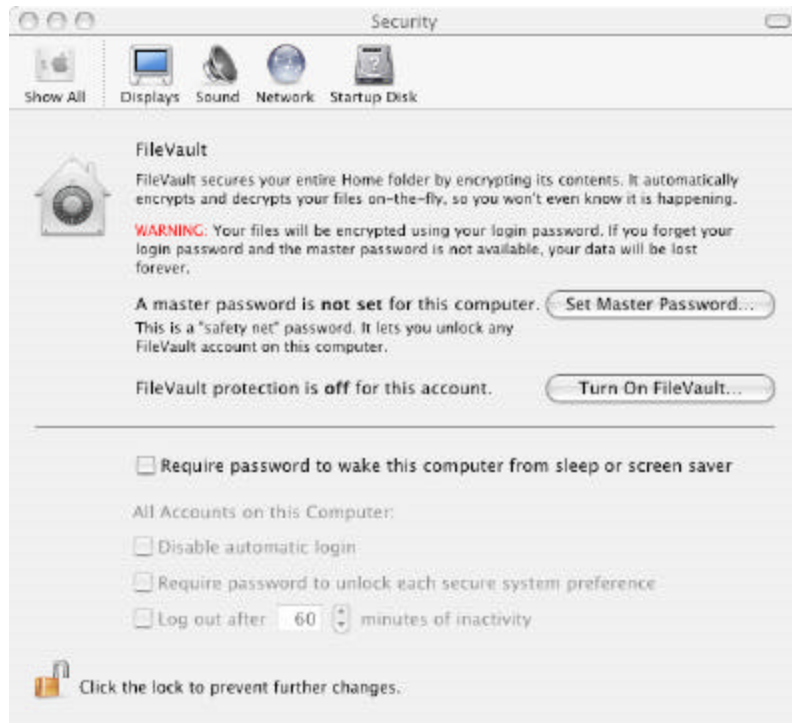 Security
Show All Displays Sound Network Startup Disk
FileVault
FileVault secures your entire Home folder by encrypting its contents. It automatically
encrypts and decrypts your files on-the-fly, so you won't even know it is happening.
WARNING: Your files will be encrypted using your login password. If you forget your
login password and the master password is not available, your data will be lost
forever.
A master password is not set for this computer. Set Master Password...
This is a "safety net" password. It lets you unlock any
FileVault account on this computer.
FileVault protection is off for this account. Turn On FileVault...
Require password to wake this computer from sleep or screen saver
All Accounts on this Computer:
Disable automatic login
Require password to unlock each secure system preference
Log out after 60 minutes of inactivity
Click the lock to prevent further changes.